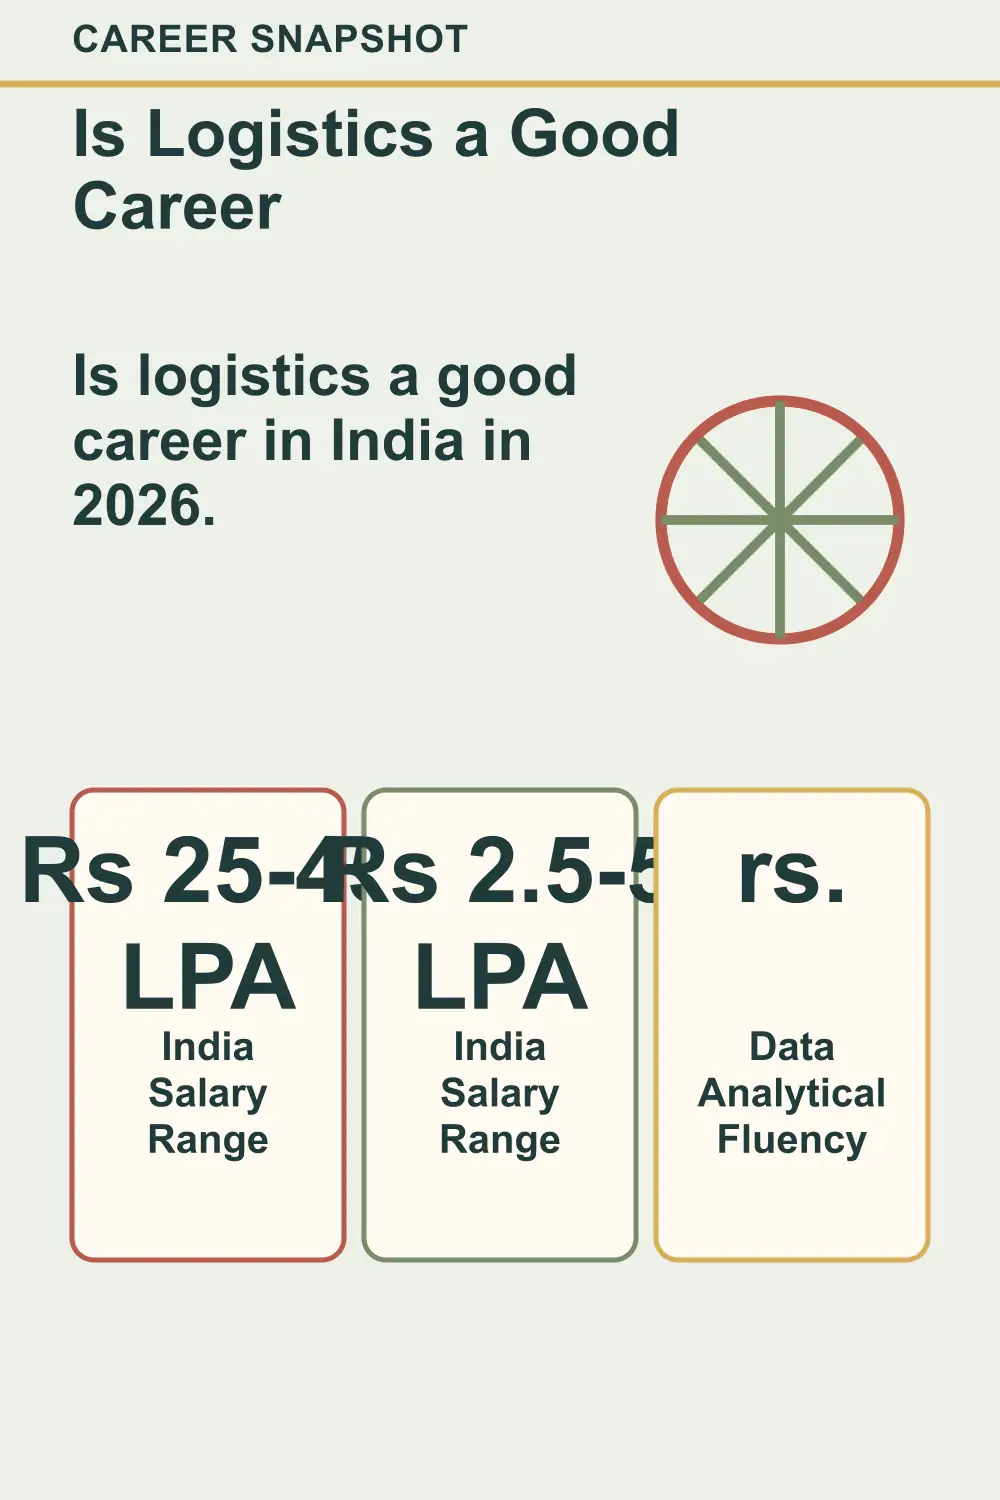 CAREER SNAPSHOT
Is Logistics a Good
Career
Is logistics a good
career in India in
2026.
Rs 25-4
LPA
India
Salary
Range
Rs 2.5-5
LPA
India
Salary
Range
rs.
Data
Analytical
Fluency